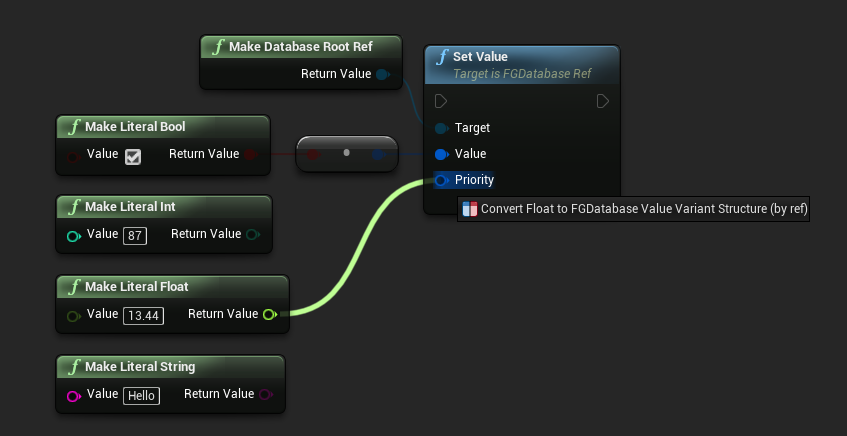 Make Database Root Ref
Return Value
Set Value
Target is FGDatabase Ref
Make Literal Bool
Value
Return Value
Target
Value
Priority
Convert Float to FGDatabase Value Variant Structure (by ref)
Make Literal Int
Value 87 Return Value
Make Literal Float
Value 13.44 Return Value
Make Literal String
Value Hello Return Value